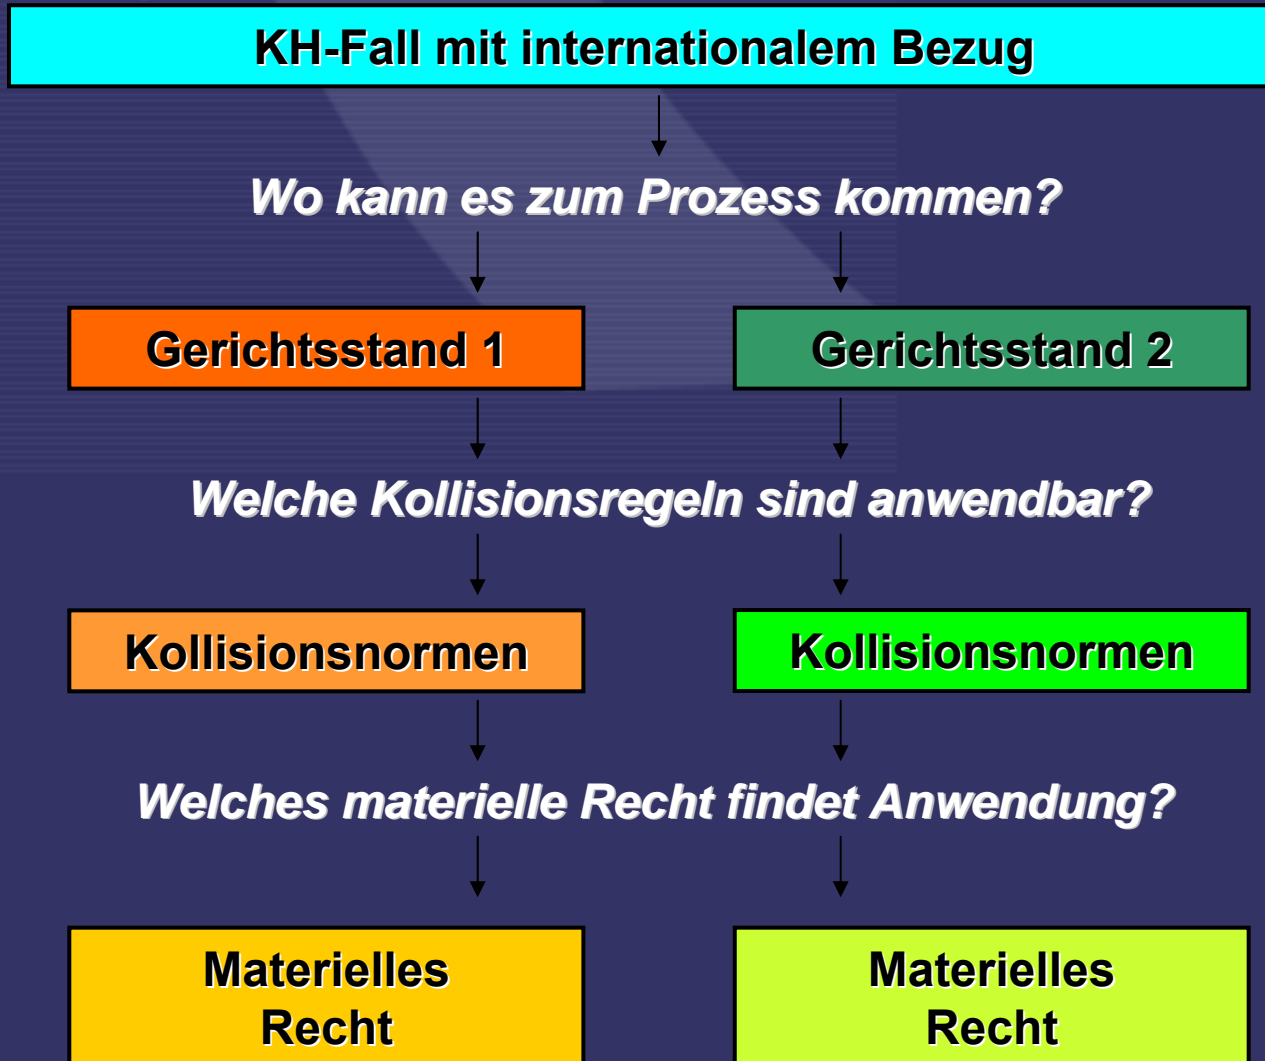 KH-Fall mit internationalem Bezug
Wo kann es zum Prozess kommen?
Gerichtsstand 1
Gerichtsstand 2
Welche Kollisionsregeln sind anwendbar?
Kollisionsnormen
Kollisionsnormen
Welches materielle Recht findet Anwendung?
Materielles
Recht
Materielles
Recht